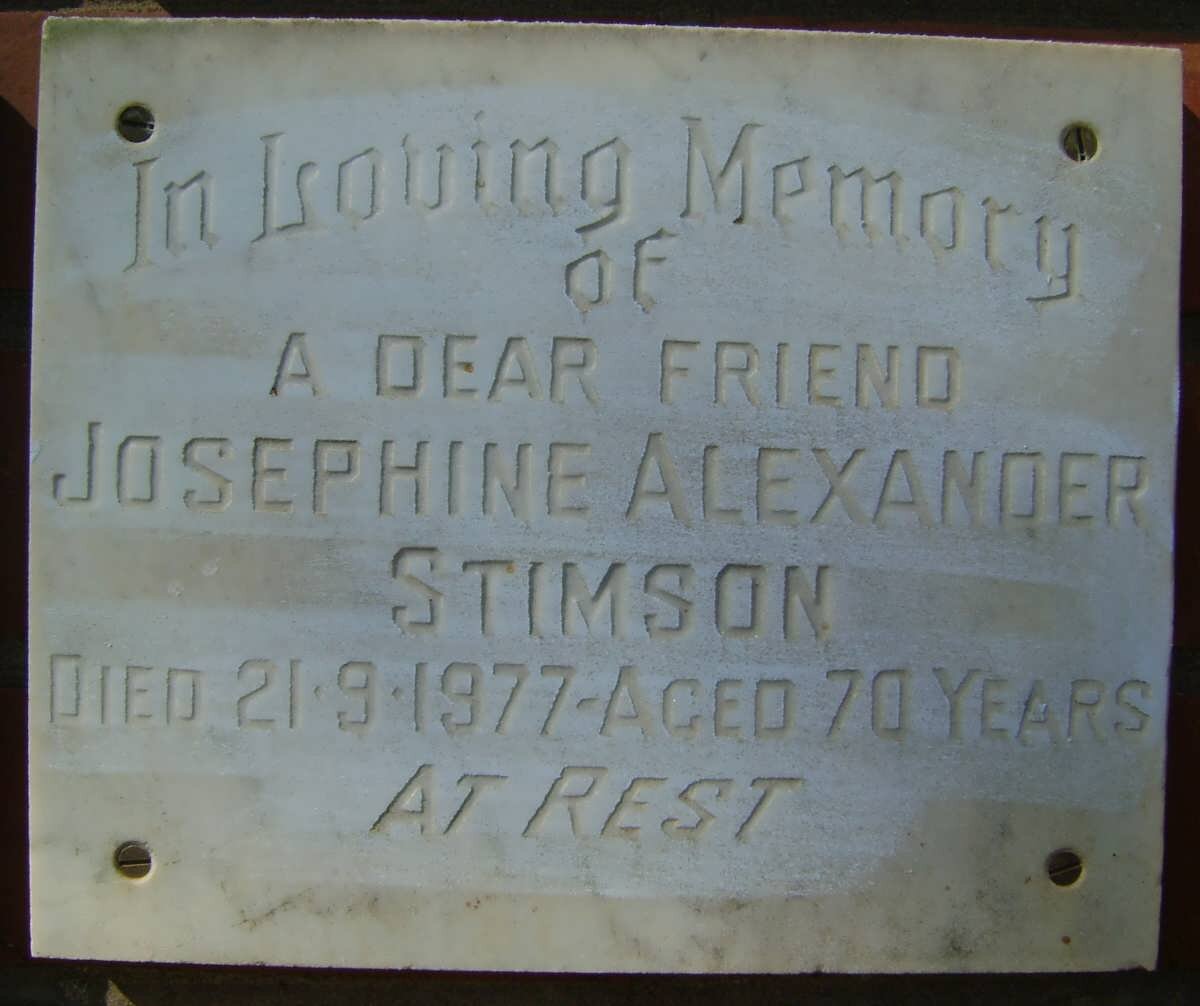 In Loving Memory
of
A DEAR FRIEND
JOSEPHINE ALEXANDER
STIMSON
DIED 21·9·1977-AGED 70 YEARS
AT REST